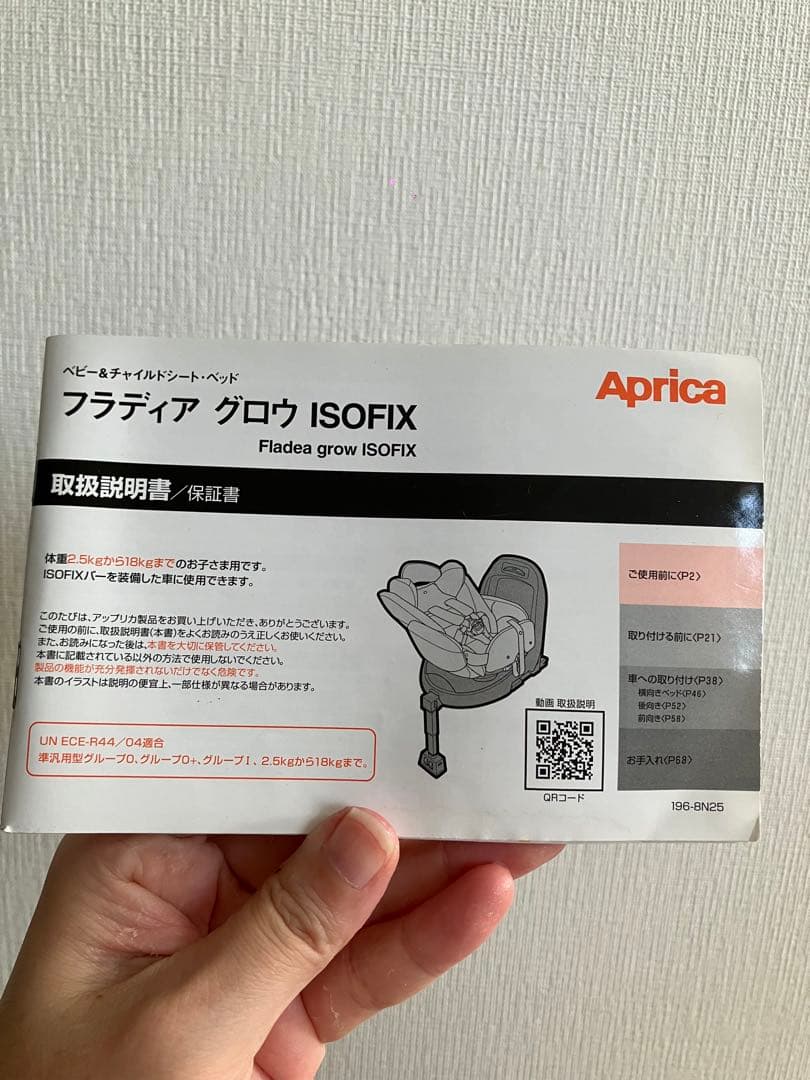 ベビー&チャイルドシート・ベッド
フラディア グロウ ISOFIX
Fladea grow ISOFIX
Aprica
取扱説明書／保証書
体重2.5kgから18kgまでのお子さま用です。
ISOFIXバーを装備した車に使用できます。
このたびは、アップリカ製品をお買い上げいただき、ありがとうございます。
ご使用の前に、取扱説明書(本書)をよくお読みのうえ正しくお使いください。
また、お読みになった後は、本書を大切に保管してください。
本書に記載されている以外の方法で使用しないでください。
製品の機能が充分発揮されないだけでなく危険です。
本書のイラストは説明の便宜上、一部仕様が異なる場合があります。
UN ECE-R44／04適合
準汎用型グループ0、グループ0+、グループⅠ、2.5kgから18kgまで。
動画 取扱説明
QRコード
ご使用前に〈P2〉
取り付ける前に〈P21〉
車への取り付け〈P38〉
横向きベッド〈P46〉
後向き〈P52〉
前向き〈P58〉
お手入れ〈P68〉
196-8N25